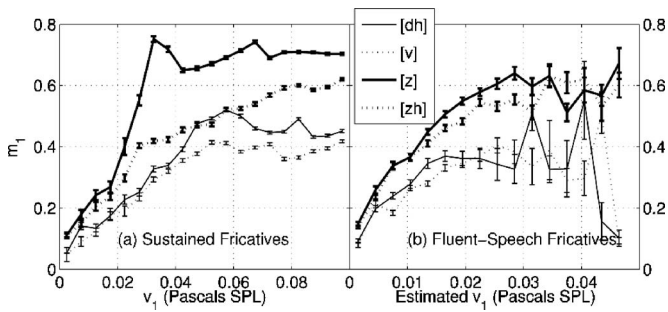 0.8
0.6
0.4
0.2
0
m1
0 0.02 0.04 0.06 0.08
v1 (Pascals SPL)
(a) Sustained Fricatives
[dh]
[v]
[z]
[zh]
0.8
0.6
0.4
0.2
0
0 0.01 0.02 0.03 0.04
Estimated v1 (Pascals SPL)
(b) Fluent-Speech Fricatives